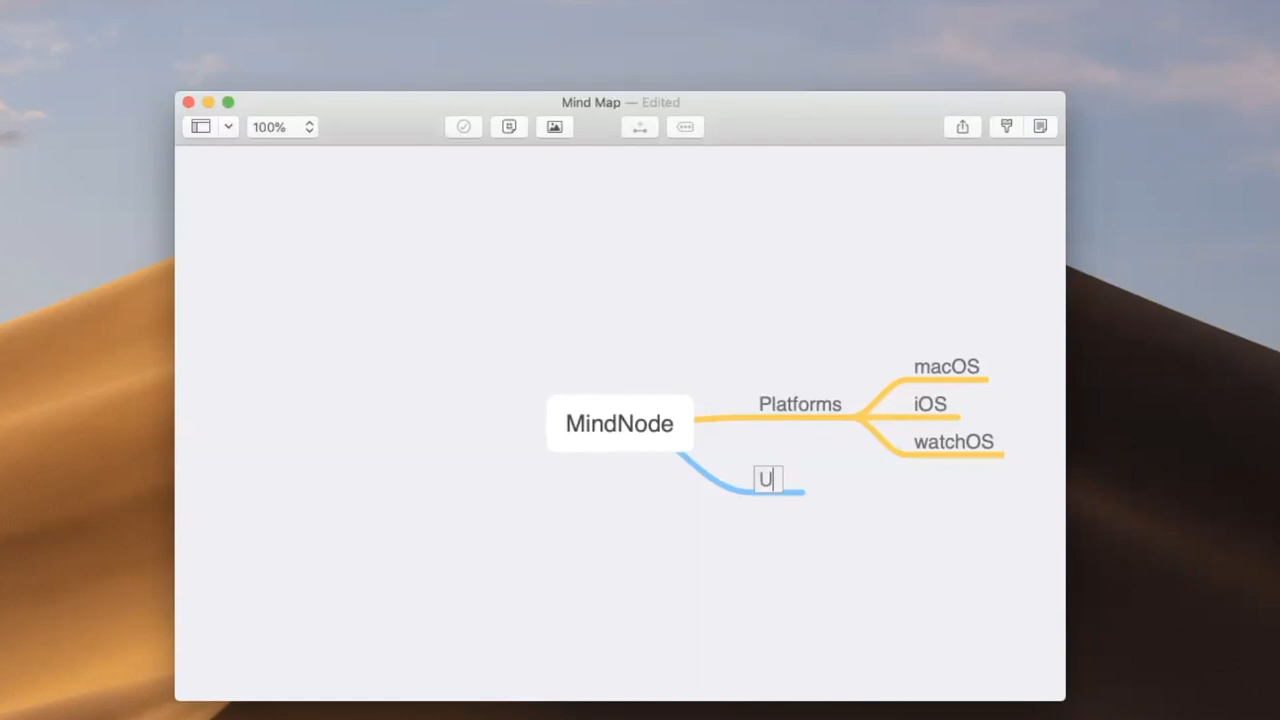 Mind Map — Edited
100%
macOS
Platforms
iOS
MindNode
watchOS
U